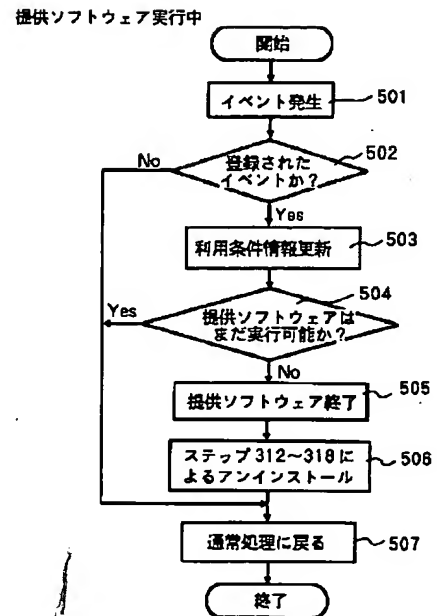 提供ソフトウェア実行中
開始
イベント発生
501
登録された
イベントか?
502
No
Yes
利用条件情報更新
503
504
提供ソフトウェアは
まだ実行可能か?
Yes
No
提供ソフトウェア終了
505
ステップ312～318に
よるアンインストール
506
通常処理に戻る
507
終了